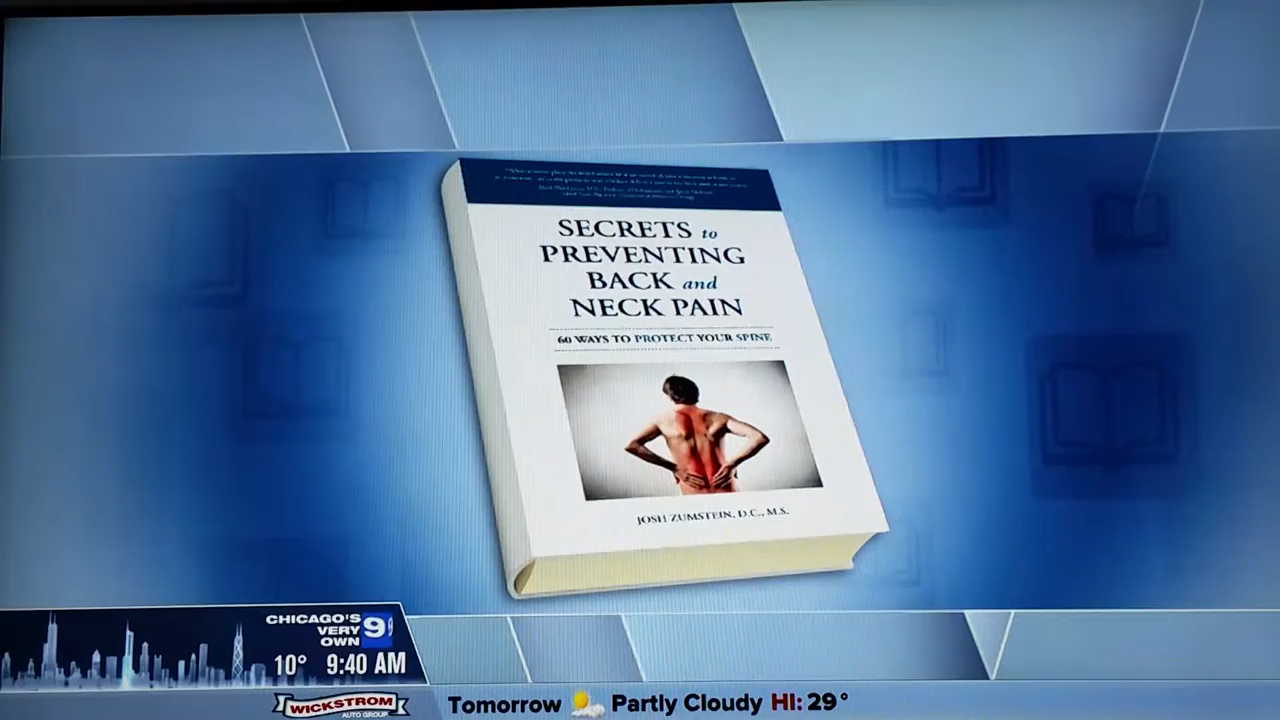 SECRETS to
PREVENTING
BACK and
NECK PAIN
60 WAYS TO PROTECT YOUR SPINE
JOSH ZUMSTEIN, D.C., M.S.
CHICAGO'S
VERY
OWN
9
10° 9:40 AM
WICKSTROM
AUTO GROUP
Tomorrow Partly Cloudy HI: 29°